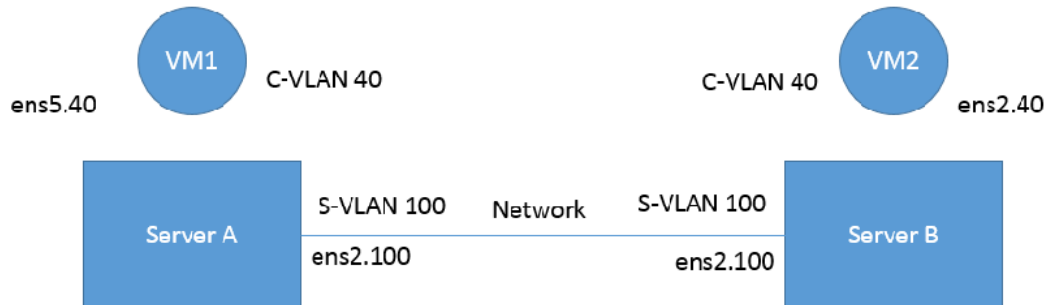 VM1
VM2
C-VLAN 40
C-VLAN 40
ens5.40
ens2.40
S-VLAN 100
Network
S-VLAN 100
Server A
Server B
ens2.100
ens2.100